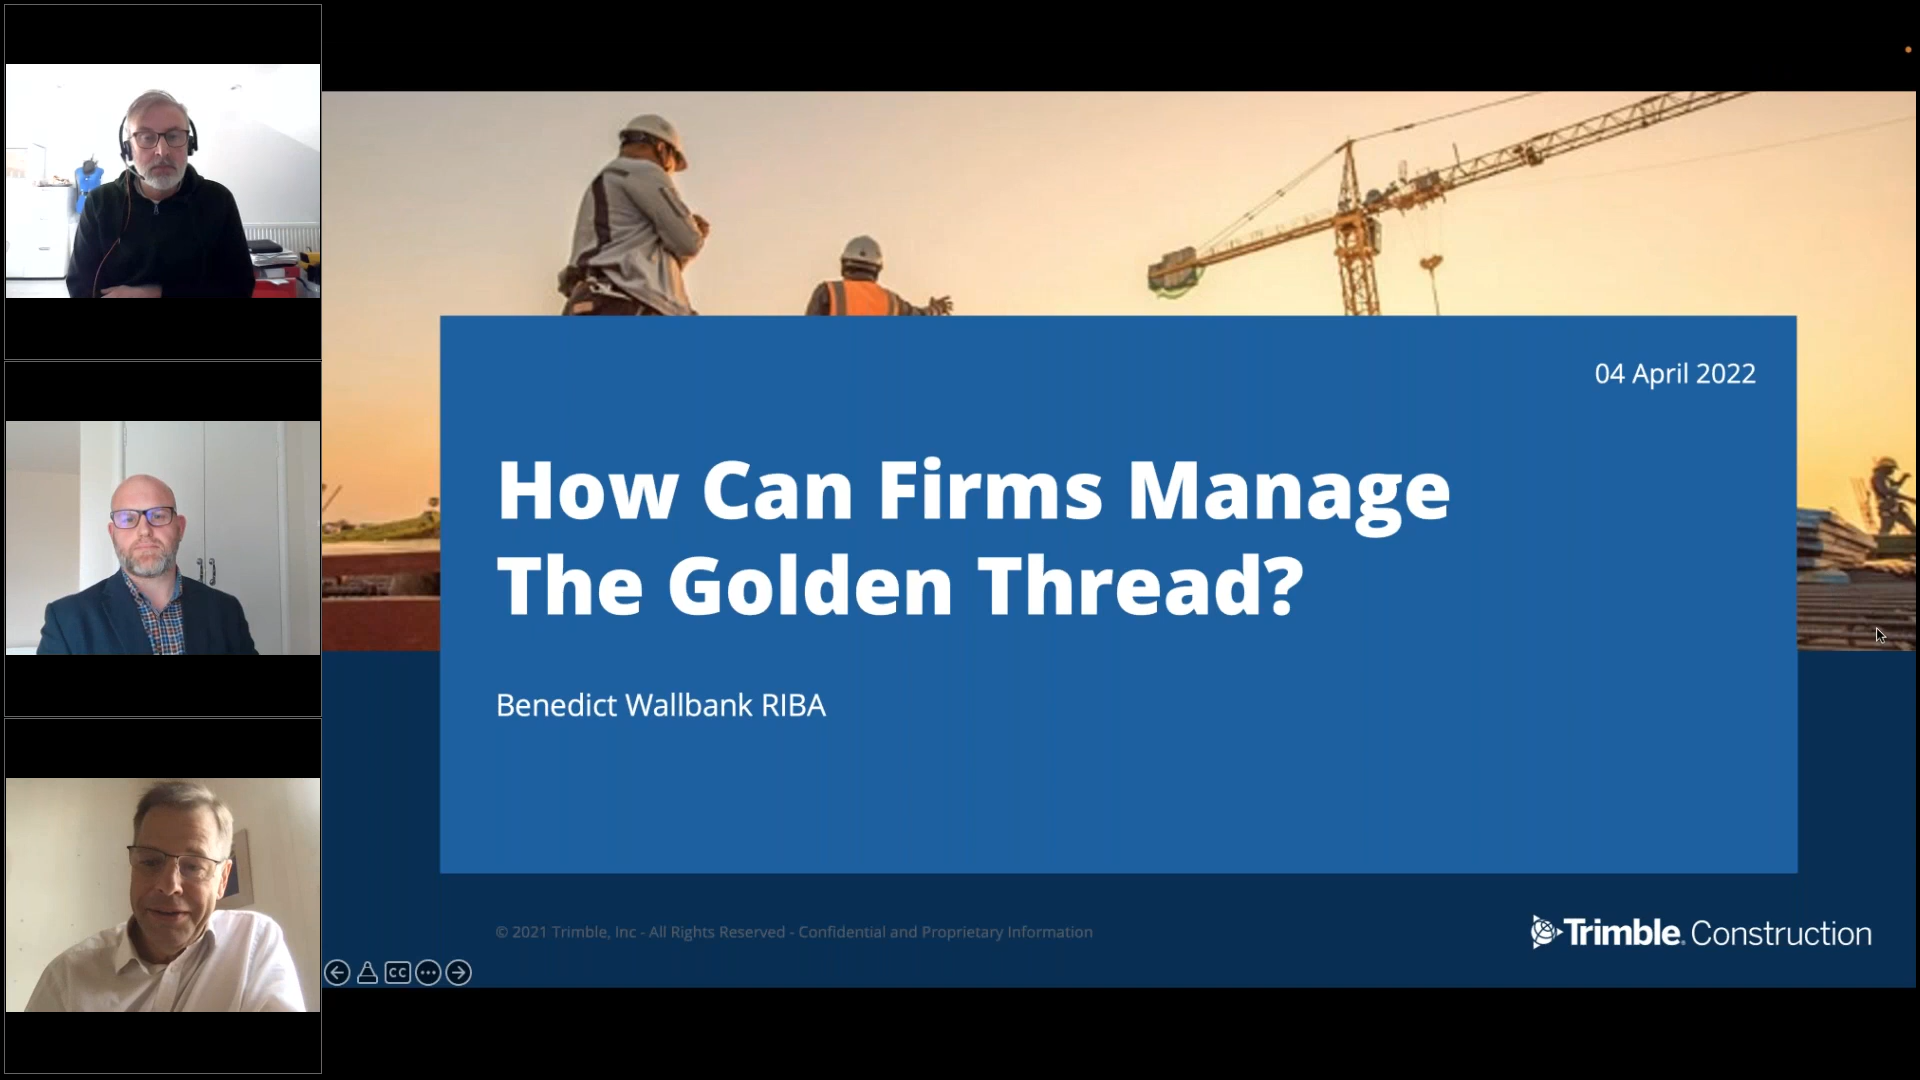 04 April 2022
How Can Firms Manage
The Golden Thread?
Benedict Wallbank RIBA
© 2021 Trimble, Inc - All Rights Reserved - Confidential and Proprietary Information
Trimble. Construction
CC